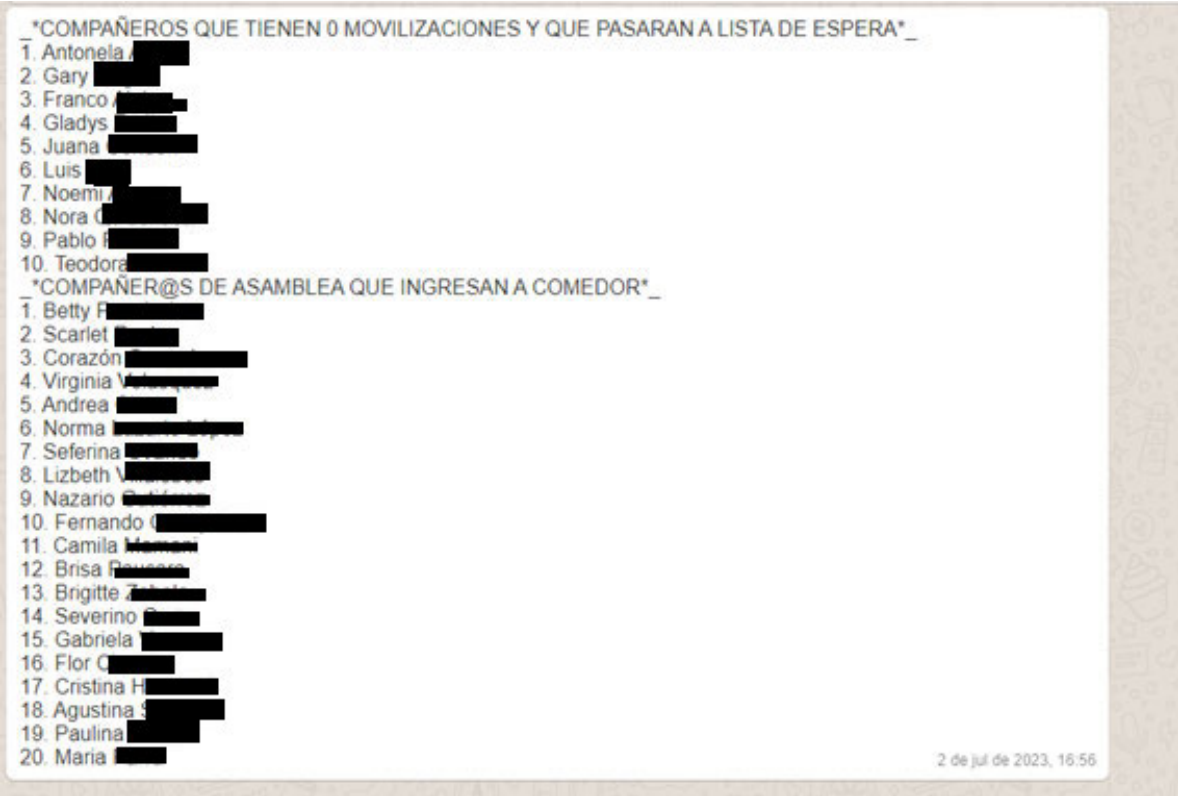 _*COMPAÑEROS QUE TIENEN 0 MOVILIZACIONES Y QUE PASARAN A LISTA DE ESPERA*_
1. Antonela
2. Gary
3. Franco
4. Gladys
5. Juana
6. Luis
7. Noemi
8. Nora
9. Pablo
10. Teodora
_*COMPAÑER@S DE ASAMBLEA QUE INGRESAN A COMEDOR*_
1. Betty
2. Scarlet
3. Corazón
4. Virginia
5. Andrea
6. Norma
7. Seferina
8. Lizbeth
9. Nazario
10. Fernando
11. Camila
12. Brisa
13. Brigitte
14. Severino
15. Gabriela
16. Flor
17. Cristina
18. Agustina
19. Paulina
20. Maria
2 de jul de 2023, 16:56